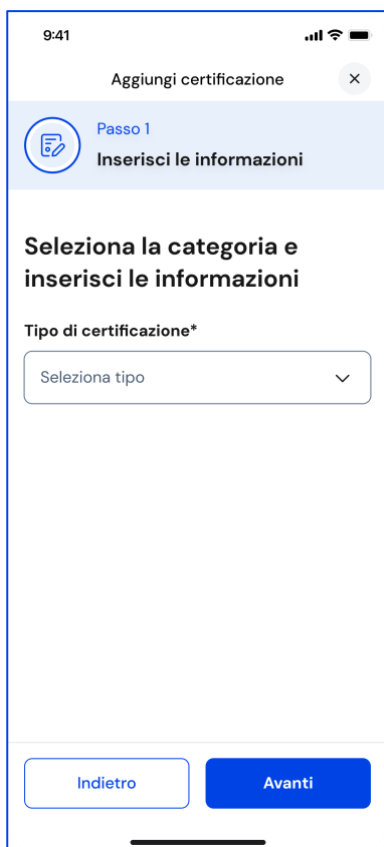 9:41
Aggiungi certificazione
Passo 1
Inserisci le informazioni
Seleziona la categoria e
inserisci le informazioni
Tipo di certificazione*
Seleziona tipo
Indietro
Avanti